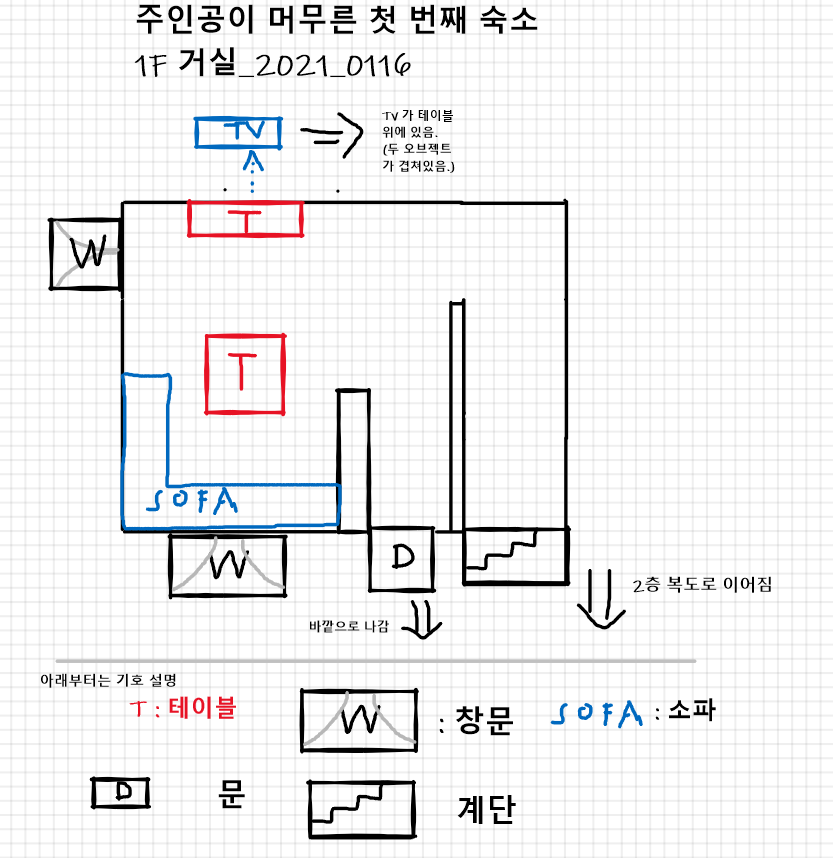 주인공이 머무른 첫 번째 숙소
1F 거실_2021_0116
TV
TV가 테이블
위에 있음.
(두 오브젝트
가 겹쳐있음.)
T
W
T
SOFA
W
D
2층 복도로 이어짐
바깥으로 나감
아래부터는 기호 설명
T : 테이블
W : 창문
SOFA : 소파
D 문
계단